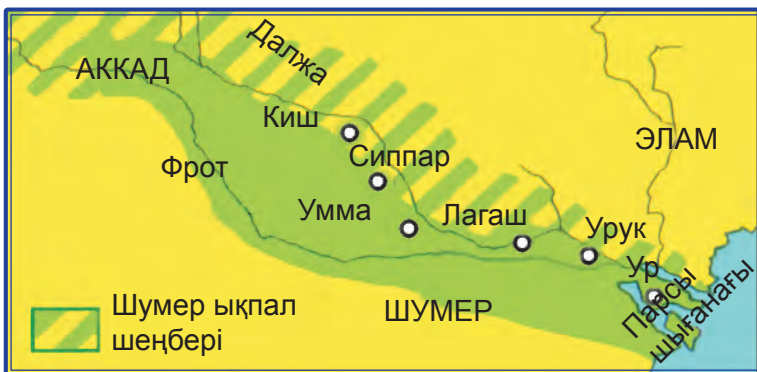 АККАД
Далжа
Киш
ЭЛАМ
Сиппар
Фрот
Умма
Лагаш
Урук
Ур
Парсы
шығанағы
ШУМЕР
Шумер ықпал
шеңбері